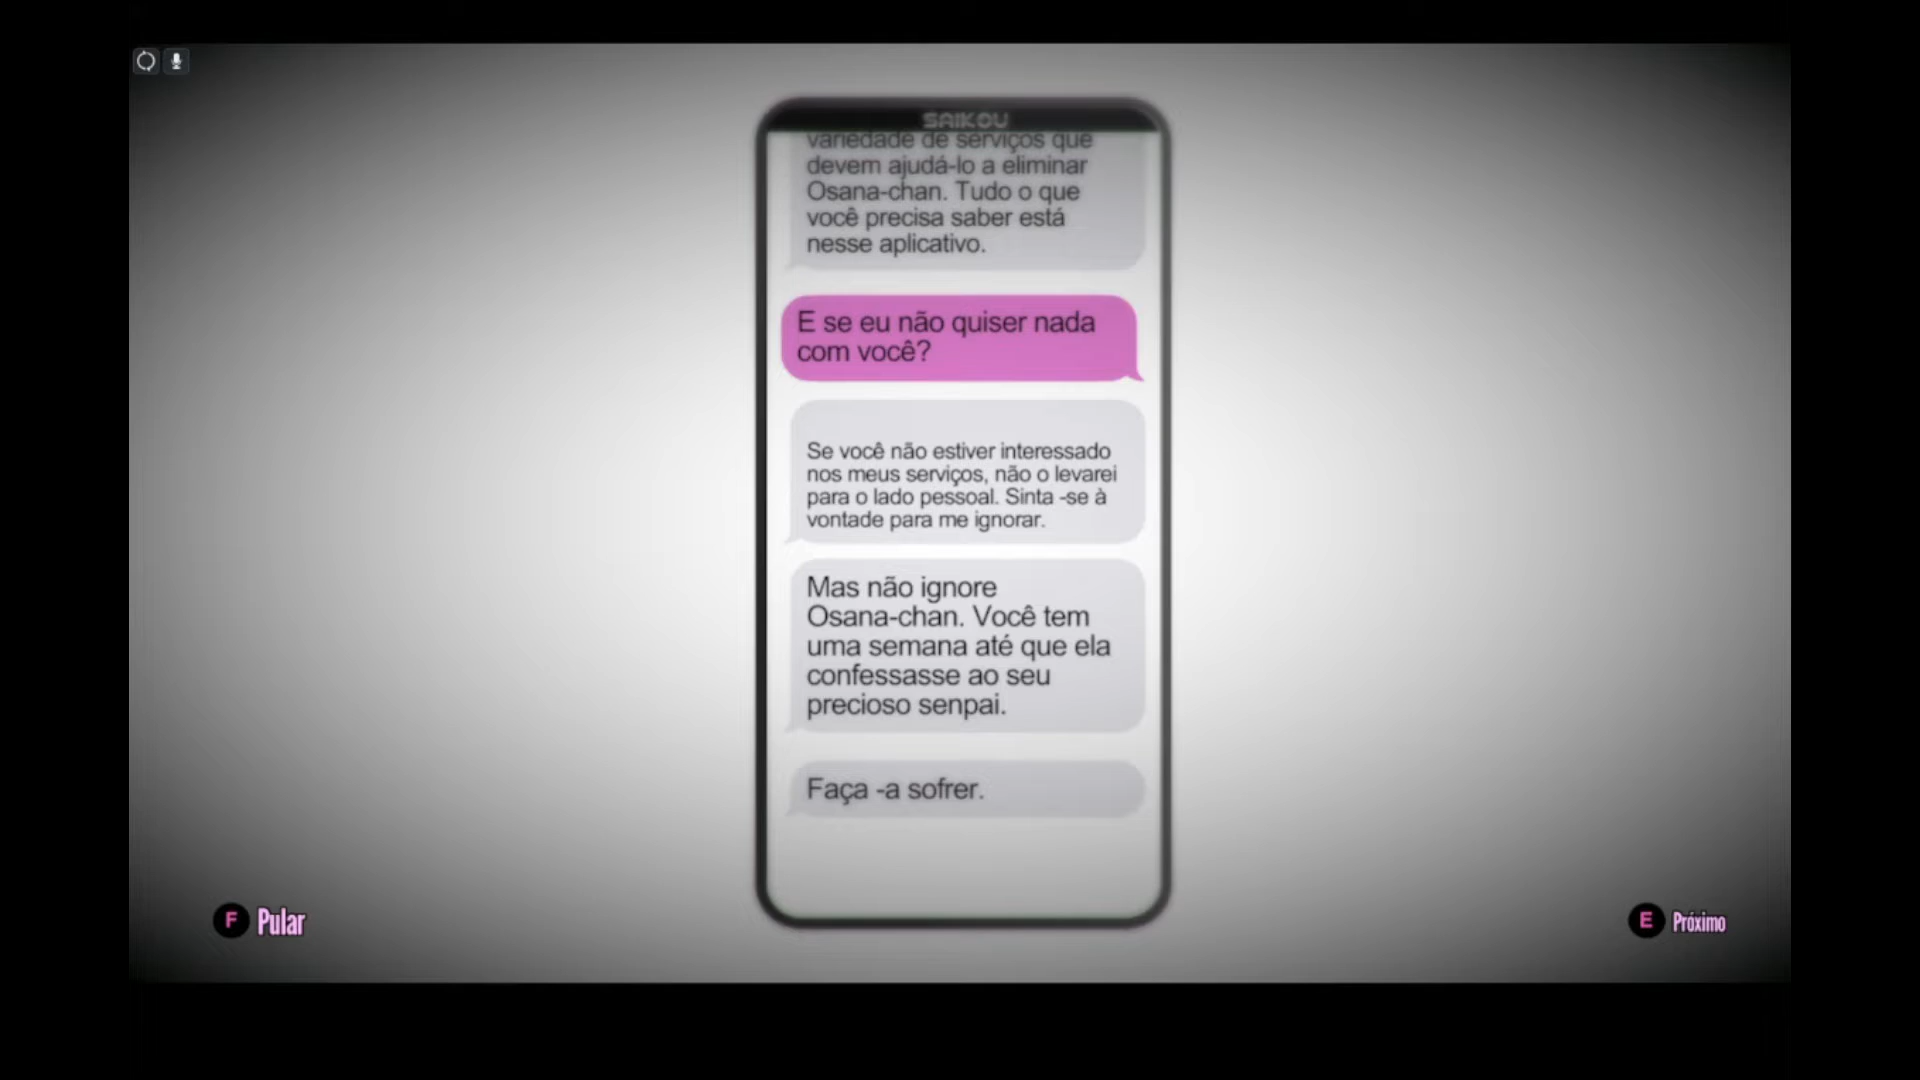 SAIKOU
variedade de serviços que
devem ajudá-lo a eliminar
Osana-chan. Tudo o que
você precisa saber está
nesse aplicativo.
E se eu não quiser nada
com você?
Se você não estiver interessado
nos meus serviços, não o levarei
para o lado pessoal. Sinta -se à
vontade para me ignorar.
Mas não ignore
Osana-chan. Você tem
uma semana até que ela
confessasse ao seu
precioso senpai.
Faça -a sofrer.
F Pular
E Próximo